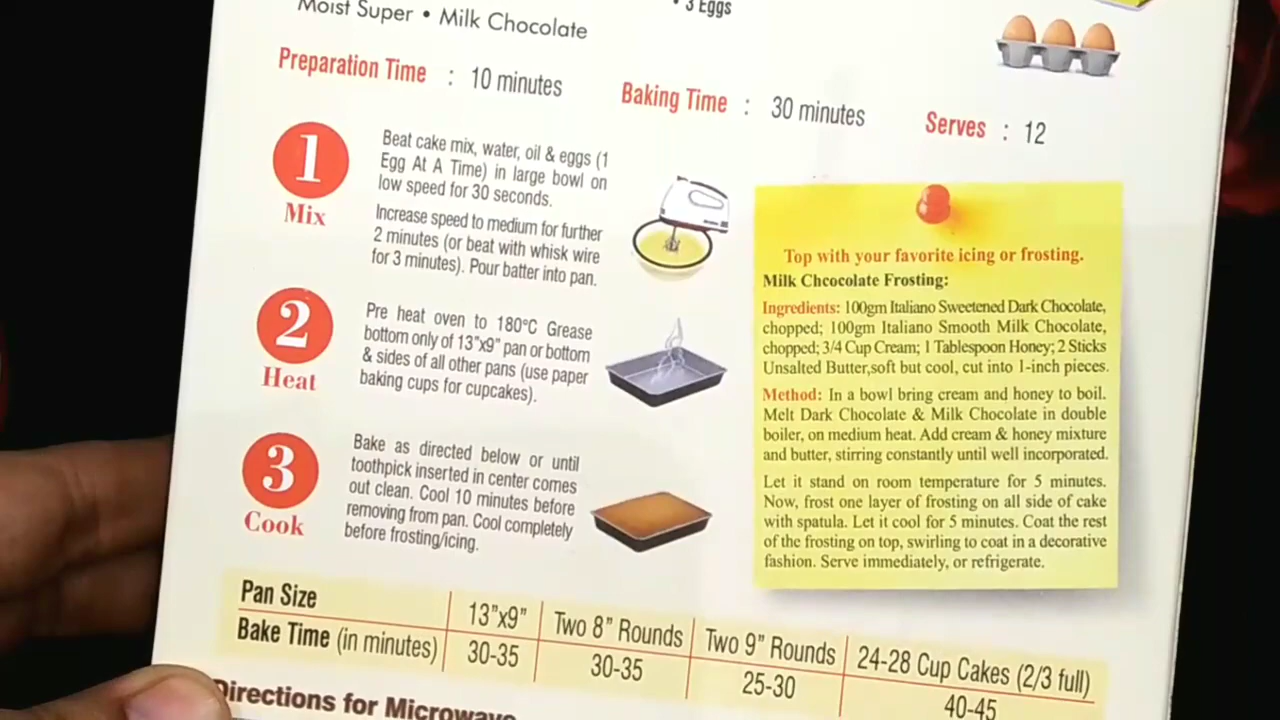 Moist Super • Milk Chocolate
• 3 Eggs
Preparation Time : 10 minutes
Baking Time : 30 minutes
Serves : 12
1
Mix
Beat cake mix, water, oil & eggs (1
Egg At A Time) in large bowl on
low speed for 30 seconds.
Increase speed to medium for further
2 minutes (or beat with whisk wire
for 3 minutes). Pour batter into pan.
2
Heat
Pre heat oven to 180°C Grease
bottom only of 13"x9" pan or bottom
& sides of all other pans (use paper
baking cups for cupcakes).
3
Cook
Bake as directed below or until
toothpick inserted in center comes
out clean. Cool 10 minutes before
removing from pan. Cool completely
before frosting/icing.
Top with your favorite icing or frosting.
Milk Chcocolate Frosting:
Ingredients: 100gm Italiano Sweetened Dark Chocolate,
chopped; 100gm Italiano Smooth Milk Chocolate,
chopped; 3/4 Cup Cream; 1 Tablespoon Honey; 2 Sticks
Unsalted Butter,soft but cool, cut into 1-inch pieces.
Method: In a bowl bring cream and honey to boil.
Melt Dark Chocolate & Milk Chocolate in double
boiler, on medium heat. Add cream & honey mixture
and butter, stirring constantly until well incorporated.
Let it stand on room temperature for 5 minutes.
Now, frost one layer of frosting on all side of cake
with spatula. Let it cool for 5 minutes. Coat the rest
of the frosting on top, swirling to coat in a decorative
fashion. Serve immediately, or refrigerate.
Pan Size 13"x9" Two 8" Rounds Two 9" Rounds 24-28 Cup Cakes (2/3 full)
Bake Time (in minutes) 30-35 30-35 25-30 40-45
Directions for Microwave